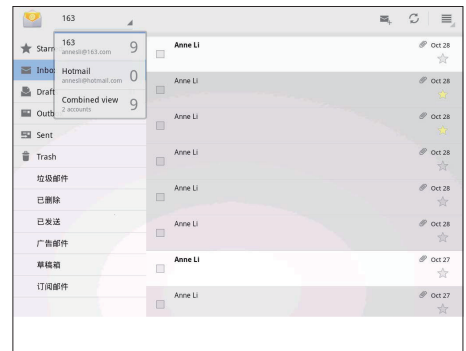 163
163
annesli@163.com
9
Hotmail
annesli@hotmail.com
0
Combined view
2 accounts
9
Starr
Inbo
Draft
Outb
Sent
Trash
垃圾邮件
已删除
已发送
广告邮件
草稿箱
订阅邮件
Anne Li
Oct 28
Anne Li
Oct 28
Anne Li
Oct 28
Anne Li
Oct 28
Anne Li
Oct 28
Anne Li
Oct 28
Anne Li
Oct 27
Anne Li
Oct 27